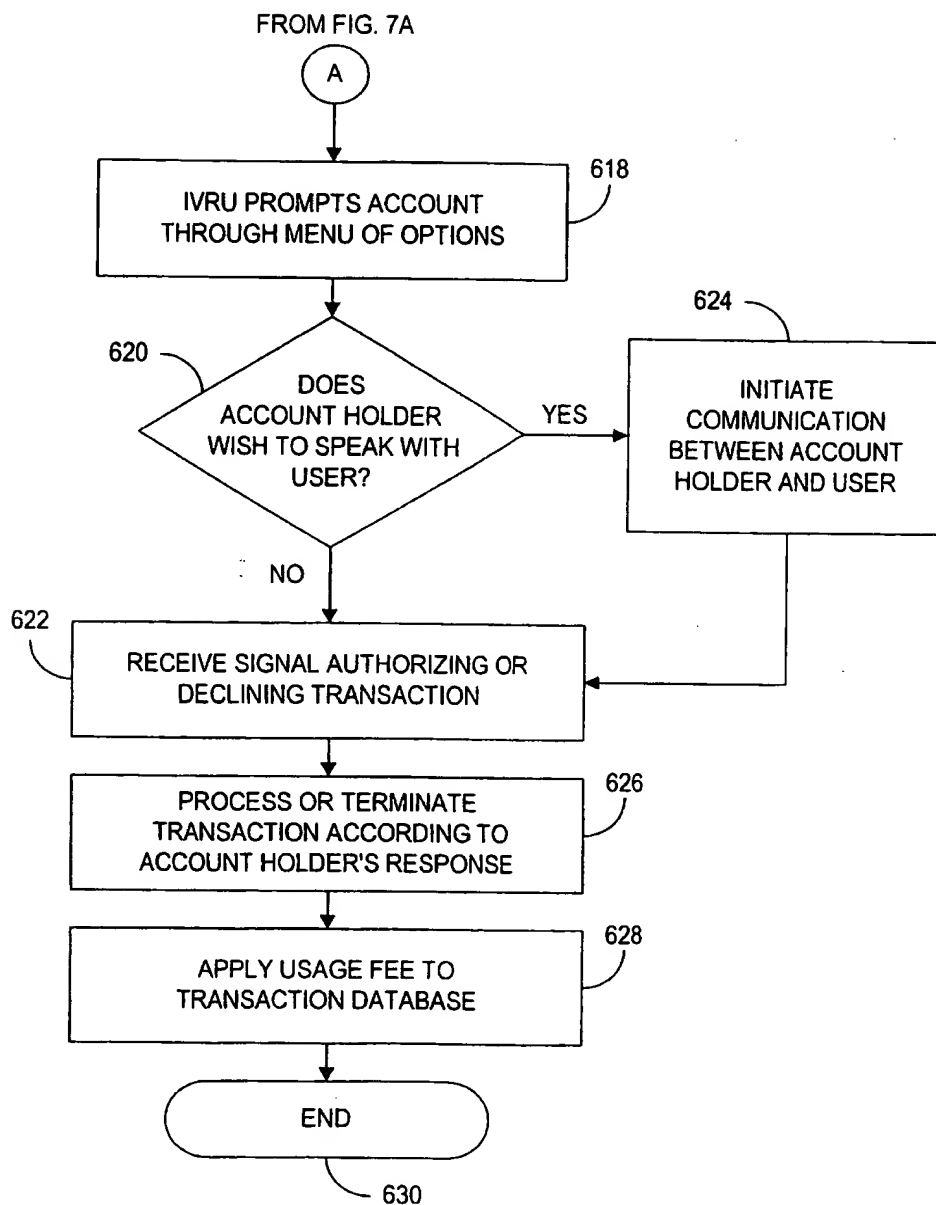 FROM FIG. 7A
A
618
IVRU PROMPTS ACCOUNT
THROUGH MENU OF OPTIONS
620
DOES
ACCOUNT HOLDER
WISH TO SPEAK WITH
USER?
YES
624
INITIATE
COMMUNICATION
BETWEEN ACCOUNT
HOLDER AND USER
NO
622
RECEIVE SIGNAL AUTHORIZING OR
DECLINING TRANSACTION
626
PROCESS OR TERMINATE
TRANSACTION ACCORDING TO
ACCOUNT HOLDER'S RESPONSE
628
APPLY USAGE FEE TO
TRANSACTION DATABASE
END
630